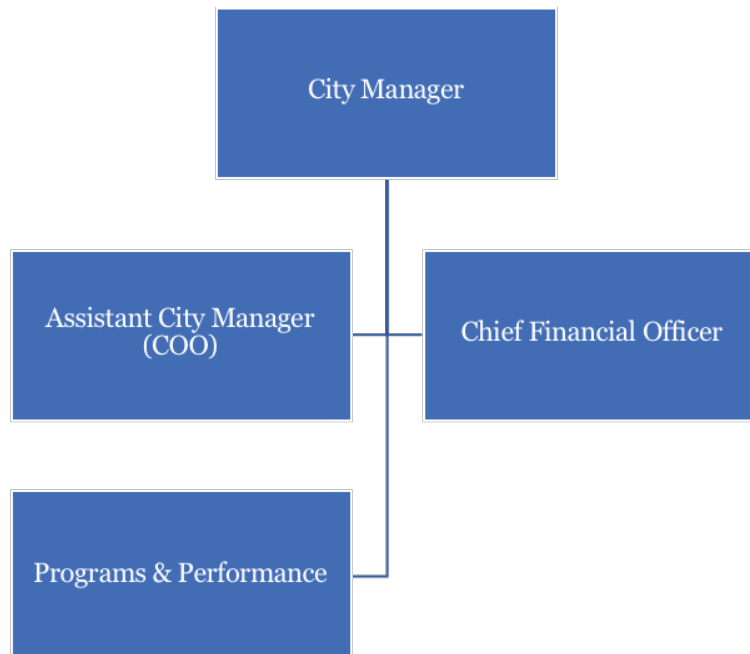 City Manager
Assistant City Manager
(COO)
Chief Financial Officer
Programs & Performance